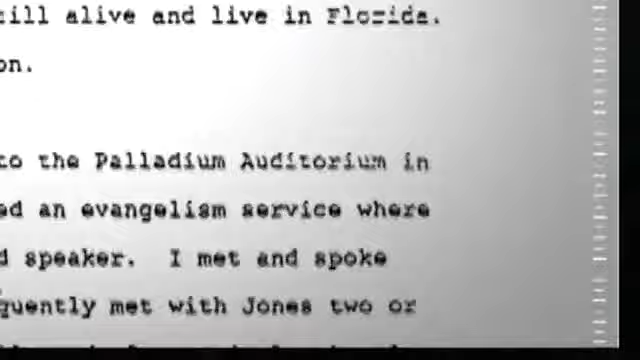 till alive and live in Florida.
on.
to the Palladium Auditorium in
ed an evangelism service where
d speaker. I met and spoke
quently met with Jones two or